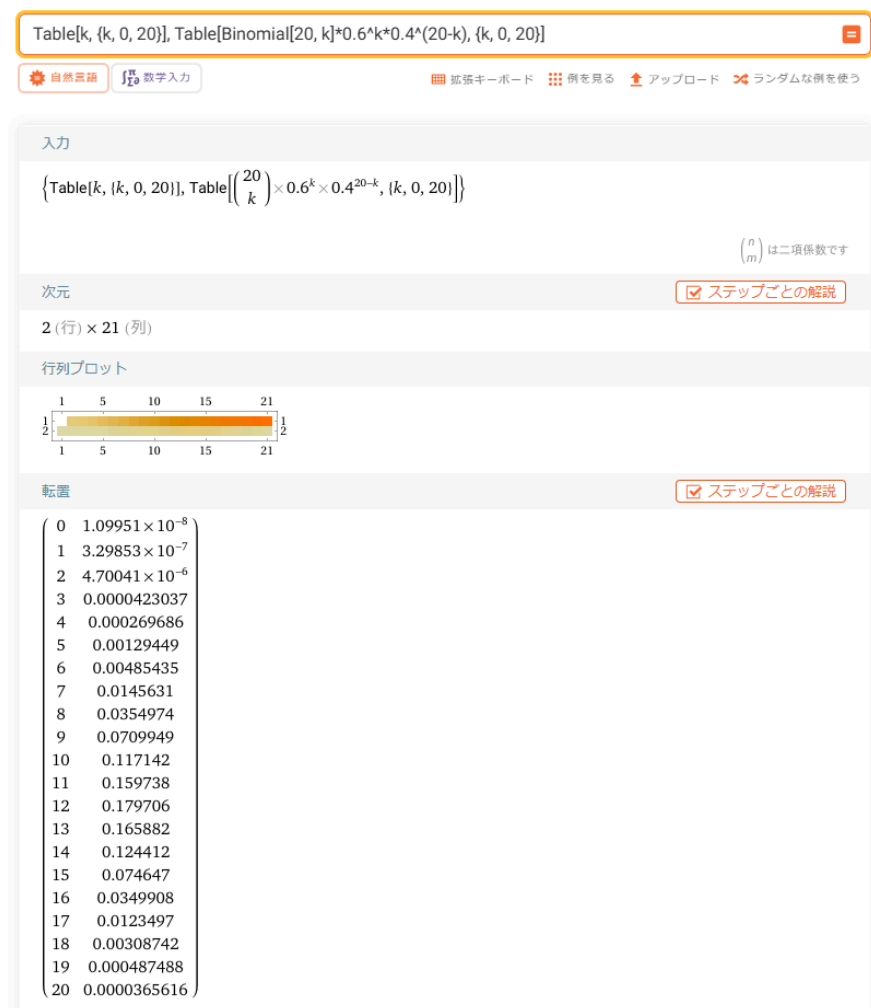 Table[k, {k, 0, 20}], Table[Binomial[20, k]*0.6^k*0.4^(20-k), {k, 0, 20}]
自然言語 数学入力 拡張キーボード 例を見る アップロード ランダムな例を使う
入力
{Table[k, {k, 0, 20}], Table[(20 k)×0.6^k×0.4^(20-k), {k, 0, 20}]}
(n m) は二項係数です
次元 ステップごとの解説
2 (行) × 21 (列)
行列プロット
1 5 10 15 21
1 1
2 2
1 5 10 15 21
転置 ステップごとの解説
0 1.09951×10^-8
1 3.29853×10^-7
2 4.70041×10^-6
3 0.0000423037
4 0.000269686
5 0.00129449
6 0.00485435
7 0.0145631
8 0.0354974
9 0.0709949
10 0.117142
11 0.159738
12 0.179706
13 0.165882
14 0.124412
15 0.074647
16 0.0349908
17 0.0123497
18 0.00308742
19 0.000487488
20 0.0000365616